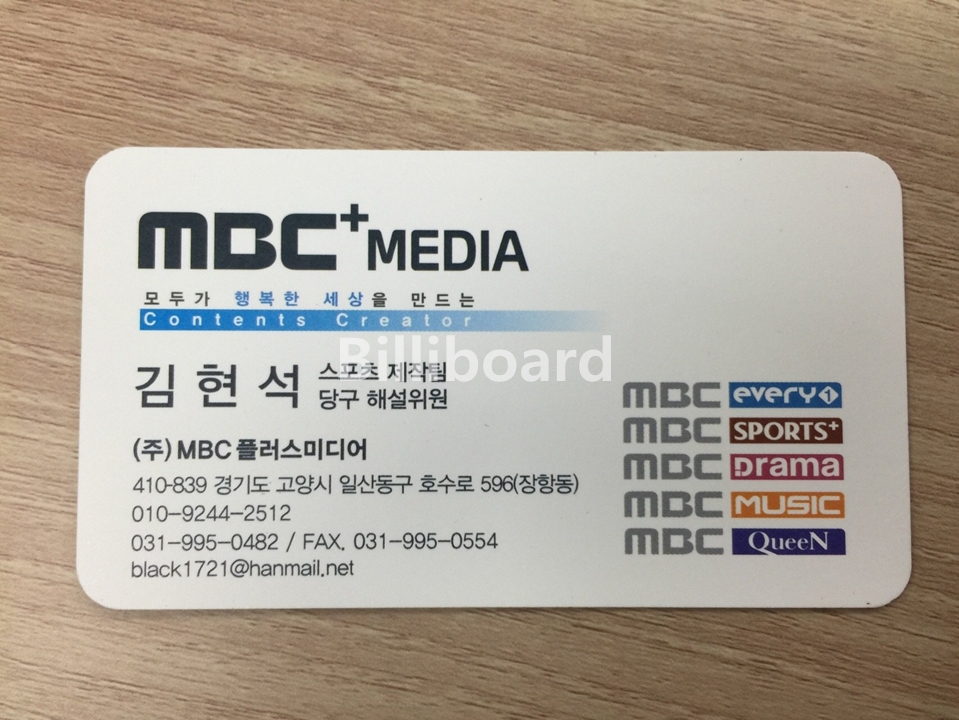 MBC+ MEDIA
모두가 행복한 세상을 만드는
Contents Creator
Billiboard
김현석 스포츠 제작팀
당구 해설위원
(주) MBC플러스미디어
410-839 경기도 고양시 일산동구 호수로 596(장항동)
010-9244-2512
031-995-0482 / FAX. 031-995-0554
black1721@hanmail.net
MBC every1
MBC SPORTS+
MBC Drama
MBC MUSIC
MBC QueeN